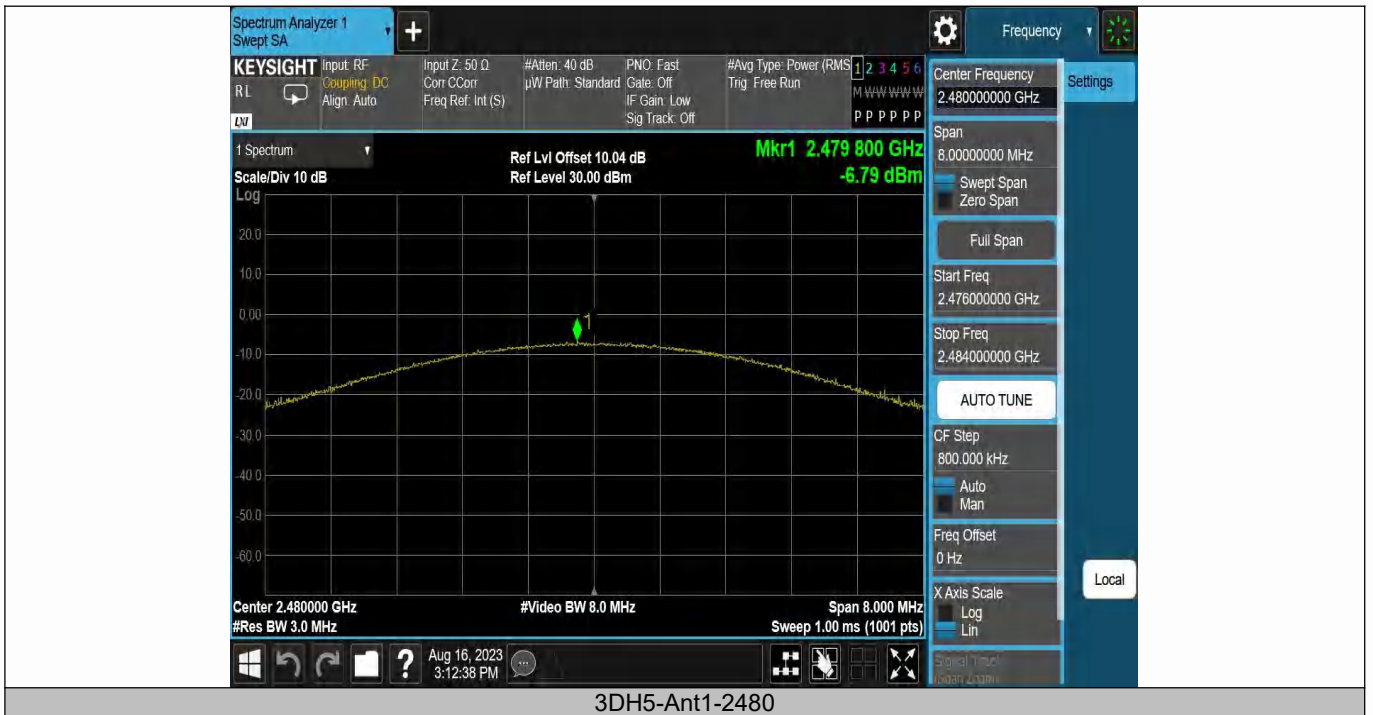 Spectrum Analyzer 1
Swept SA
+
Frequency
KEYSIGHT
RL
LXI
Input: RF
Coupling: DC
Align: Auto
Input Z: 50 Ω
Corr CCorr
Freq Ref: Int (S)
#Atten: 40 dB
µW Path: Standard
PNO: Fast
Gate: Off
IF Gain: Low
Sig Track: Off
#Avg Type: Power (RMS
Trig: Free Run
1 2 3 4 5 6
M W W W W W
P P P P P P
Center Frequency
2.480000000 GHz
Settings
Span
8.00000000 MHz
Swept Span
Zero Span
Full Span
Start Freq
2.476000000 GHz
Stop Freq
2.484000000 GHz
AUTO TUNE
CF Step
800.000 kHz
Auto
Man
Freq Offset
0 Hz
X Axis Scale
Log
Lin
Signal Track
(Span Zoom)
Local
1 Spectrum
Scale/Div 10 dB
Log
Ref Lvl Offset 10.04 dB
Ref Level 30.00 dBm
Mkr1 2.479 800 GHz
-6.79 dBm
20.0
10.0
0.00
-10.0
-20.0
-30.0
-40.0
-50.0
-60.0
1
Center 2.480000 GHz
#Res BW 3.0 MHz
#Video BW 8.0 MHz
Span 8.000 MHz
Sweep 1.00 ms (1001 pts)
?
Aug 16, 2023
3:12:38 PM
3DH5-Ant1-2480